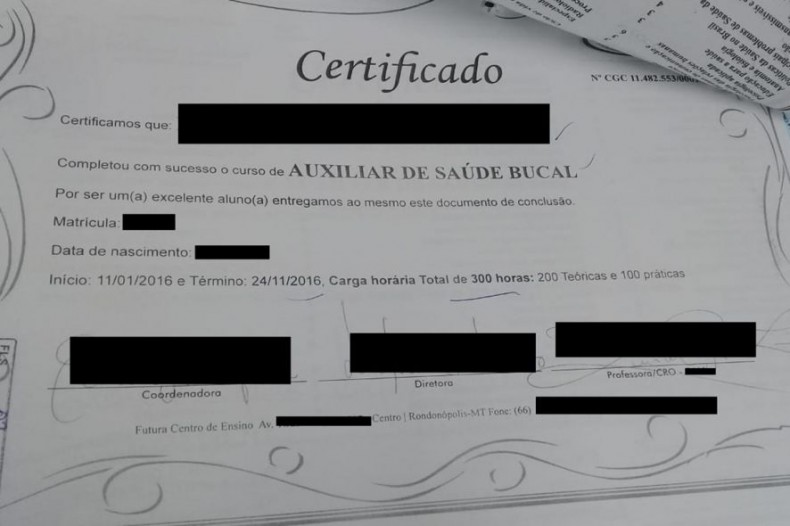 Certificado
Nº CGC 11.482.553/000
Certificamos que:
Completou com sucesso o curso de AUXILIAR DE SAÚDE BUCAL
Por ser um(a) excelente aluno(a) entregamos ao mesmo este documento de conclusão.
Matrícula:
Data de nascimento:
Início: 11/01/2016 e Término: 24/11/2016, Carga horária Total de 300 horas: 200 Teóricas e 100 práticas
Coordenadora
Diretora
Professora/CRO -
Futura Centro de Ensino Av. Centro | Rondonópolis-MT Fone: (66)
FLS